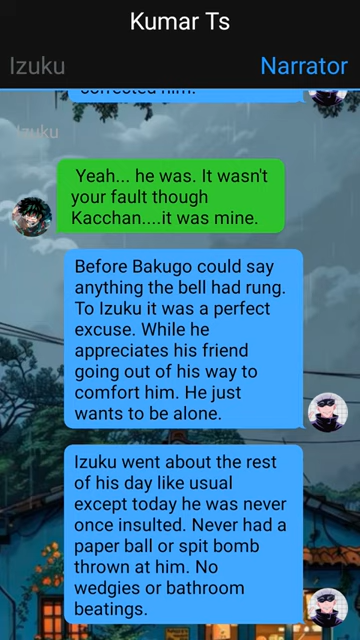 Kumar Ts
Izuku
Narrator
corrected him.
Izuku
Yeah... he was. It wasn't
your fault though
Kacchan....it was mine.
Before Bakugo could say
anything the bell had rung.
To Izuku it was a perfect
excuse. While he
appreciates his friend
going out of his way to
comfort him. He just
wants to be alone.
Izuku went about the rest
of his day like usual
except today he was never
once insulted. Never had a
paper ball or spit bomb
thrown at him. No
wedgies or bathroom
beatings.